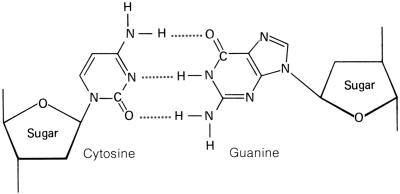 H
N H O N
C
N H N N
Sugar
N C N
O O H N O
Sugar
H
Cytosine Guanine